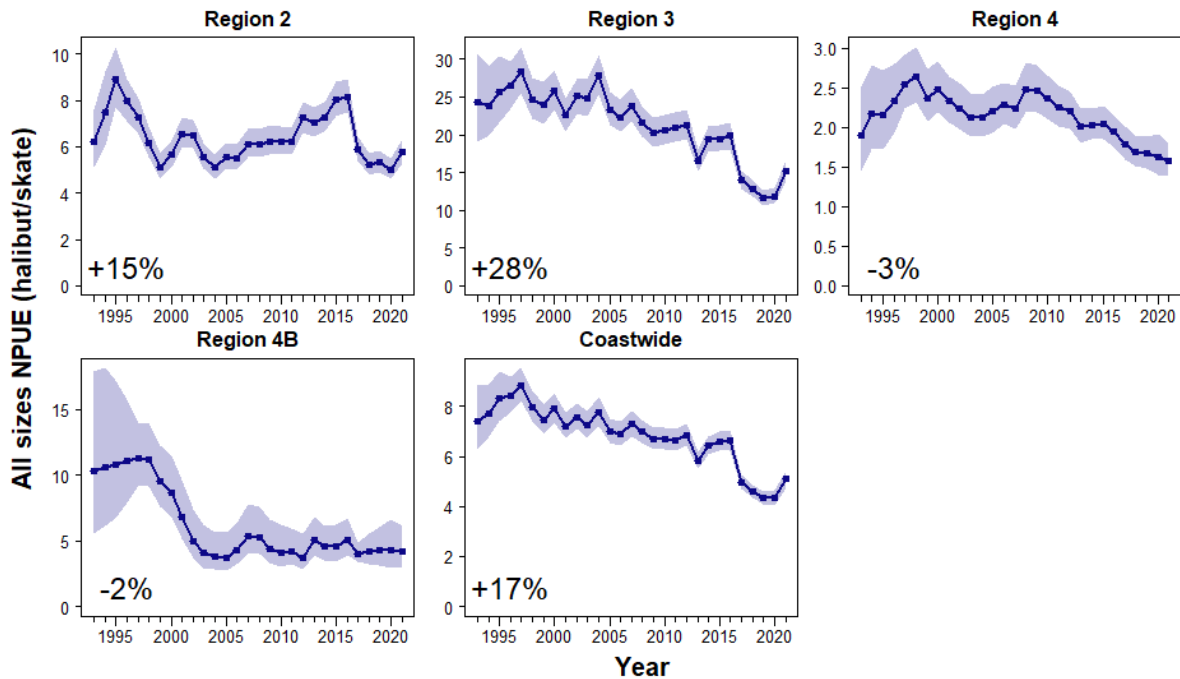 Region 2
Region 3
Region 4
All sizes NPUE (halibut/skate)
10
8
6
4
2
0
+15%
1995 2000 2005 2010 2015 2020
30
25
20
15
10
5
0
+28%
1995 2000 2005 2010 2015 2020
3.0
2.5
2.0
1.5
1.0
0.5
0.0
-3%
1995 2000 2005 2010 2015 2020
Region 4B
Coastwide
15
10
5
0
-2%
1995 2000 2005 2010 2015 2020
8
6
4
2
0
+17%
1995 2000 2005 2010 2015 2020
Year